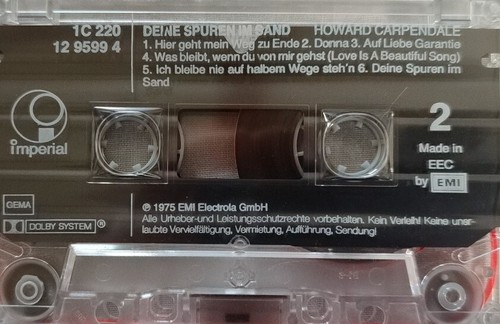 1C 220
12 9599 4
DEINE SPUREN IM SAND HOWARD CARPENDALE
1. Hier geht mein Weg zu Ende 2. Donna 3. Auf Liebe Garantie
4. Was bleibt, wenn du von mir gehst (Love Is A Beautiful Song)
5. Ich bleibe nie auf halbem Wege steh'n 6. Deine Spuren im
Sand
imperial
2
Made in
EEC
by EMI
GEMA
DOLBY SYSTEM®
℗ 1975 EMI Electrola GmbH
Alle Urheber-und Leistungsschutzrechte vorbehalten. Kein Verleih! Keine uner-
laubte Vervielfältigung, Vermietung, Aufführung, Sendung!